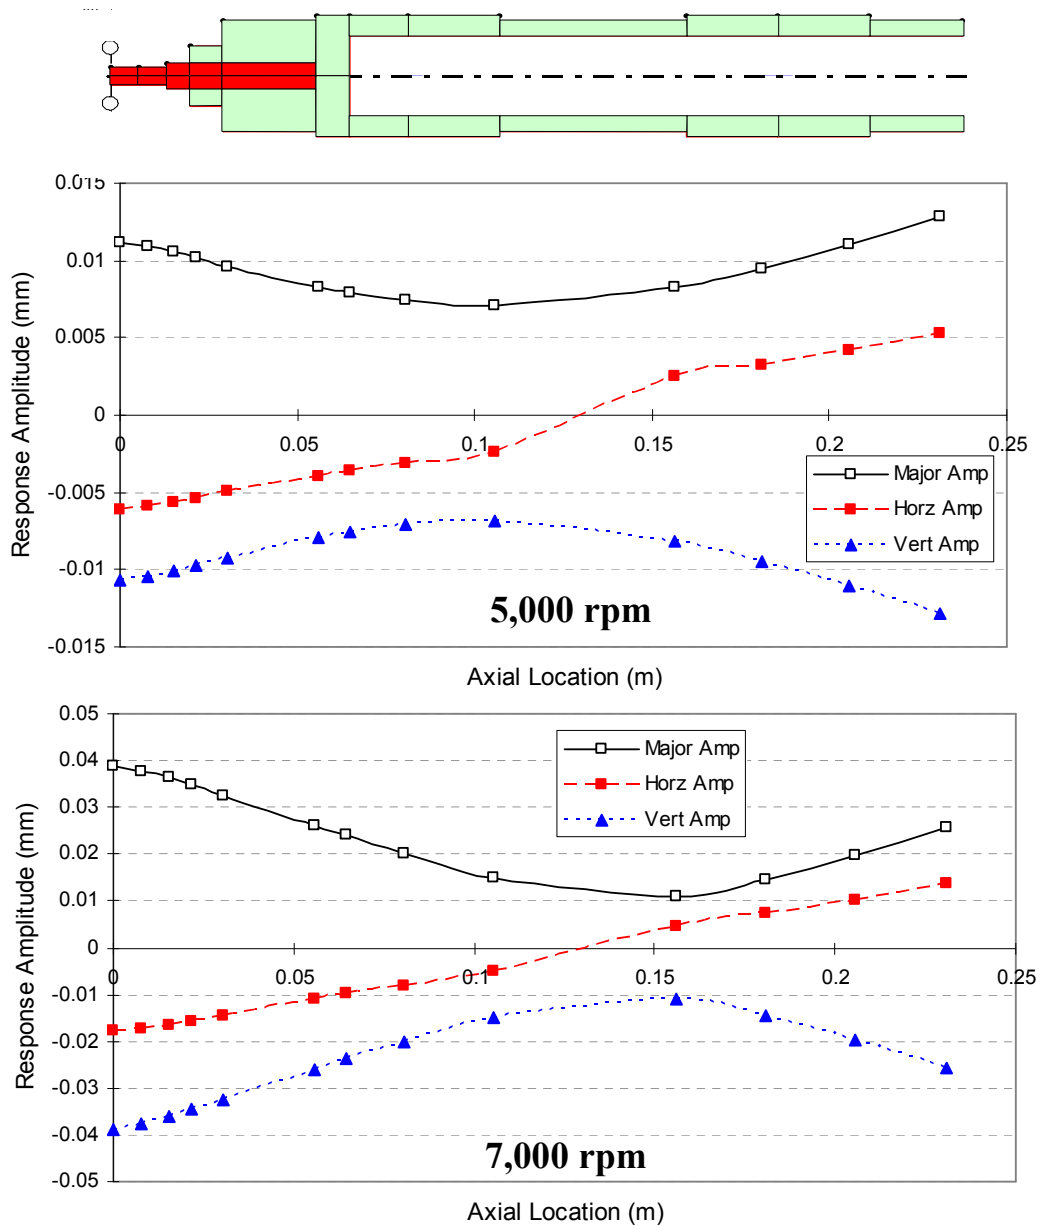 0.015
0.01
0.005
0
-0.005
-0.01
-0.015
0 0.05 0.1 0.15 0.2 0.25
Response Amplitude (mm)
Major Amp
Horz Amp
Vert Amp
5,000 rpm
Axial Location (m)
0.05
0.04
0.03
0.02
0.01
0
-0.01
-0.02
-0.03
-0.04
-0.05
0 0.05 0.1 0.15 0.2 0.25
Response Amplitude (mm)
Major Amp
Horz Amp
Vert Amp
7,000 rpm
Axial Location (m)